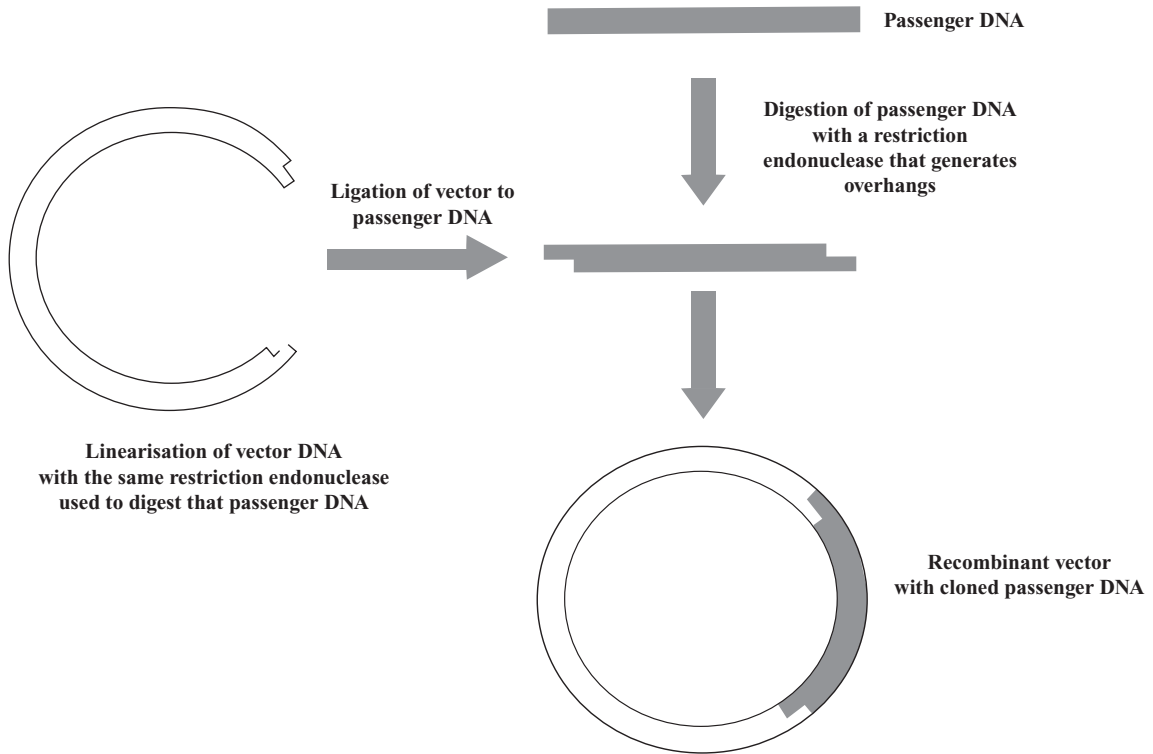 Passenger DNA
Digestion of passenger DNA
with a restriction
endonuclease that generates
overhangs
Ligation of vector to
passenger DNA
Linearisation of vector DNA
with the same restriction endonuclease
used to digest that passenger DNA
Recombinant vector
with cloned passenger DNA